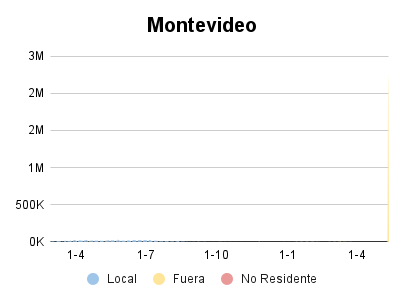 Montevideo
3M
2M
2M
1M
500K
0K
1-4 1-7 1-10 1-1 1-4
Local Fuera No Residente